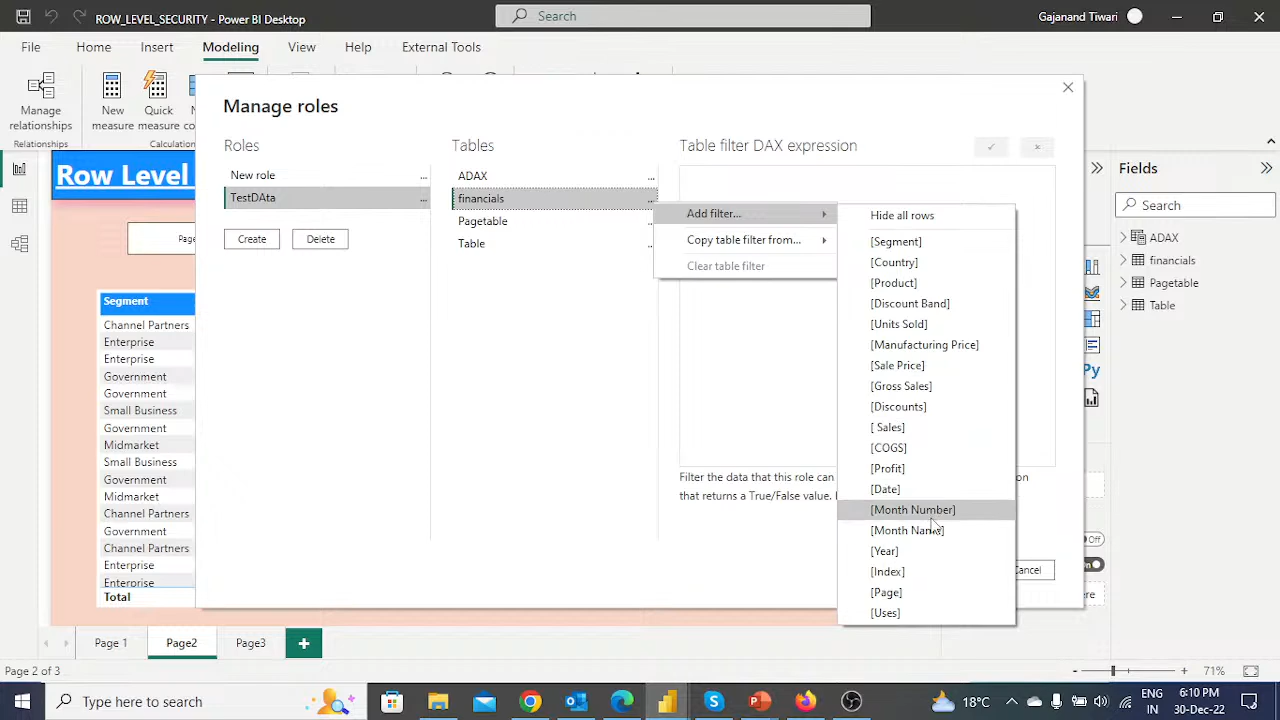 ROW_LEVEL_SECURITY - Power BI Desktop
Search
Gajanand Tiwari
File
Home
Insert
Modeling
View
Help
External Tools
Manage
relationships
New
measure
Quick
measure
Relationships
Manage roles
Roles
Tables
Table filter DAX expression
New role
...
TestDAta
...
Create
Delete
ADAX
...
financials
Pagetable
Table
Add filter...
Copy table filter from...
Clear table filter
Hide all rows
[Segment]
[Country]
[Product]
[Discount Band]
[Units Sold]
[Manufacturing Price]
[Sale Price]
[Gross Sales]
[Discounts]
[ Sales]
[COGS]
[Profit]
[Date]
[Month Number]
[Month Name]
[Year]
[Index]
[Page]
[Uses]
Filter the data that this role can
that returns a True/False value.
Row Level
Segment
Channel Partners
Enterprise
Enterprise
Government
Government
Small Business
Government
Midmarket
Small Business
Government
Midmarket
Government
Channel Partners
Enterprise
Enterprise
Total
Fields
Search
ADAX
financials
Pagetable
Table
Off
Py
Page 1
Page2
Page3
Page 2 of 3
- + 71%
Type here to search
18°C
ENG
IN
6:10 PM
30-Dec-22